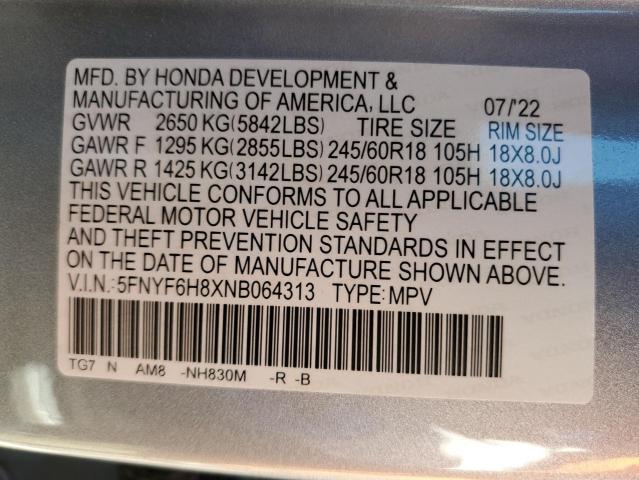 MFD. BY HONDA DEVELOPMENT &
MANUFACTURING OF AMERICA, LLC 07/'22
GVWR 2650 KG(5842LBS) TIRE SIZE RIM SIZE
GAWR F 1295 KG(2855LBS) 245/60R18 105H 18X8.0J
GAWR R 1425 KG(3142LBS) 245/60R18 105H 18X8.0J
THIS VEHICLE CONFORMS TO ALL APPLICABLE
FEDERAL MOTOR VEHICLE SAFETY
AND THEFT PREVENTION STANDARDS IN EFFECT
ON THE DATE OF MANUFACTURE SHOWN ABOVE.
V.I.N.:5FNYF6H8XNB064313 TYPE:MPV
TG7 N AM8 -NH830M -R -B